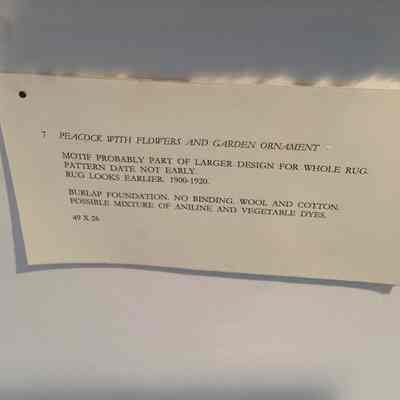 7 PEACOCK WITH FLOWERS AND GARDEN ORNAMENT
MOTIF PROBABLY PART OF LARGER DESIGN FOR WHOLE RUG.
PATTERN DATE NOT EARLY.
RUG LOOKS EARLIER. 1900-1920.
BURLAP FOUNDATION. NO BINDING. WOOL AND COTTON.
POSSIBLE MIXTURE OF ANILINE AND VEGETABLE DYES.
49 X 26